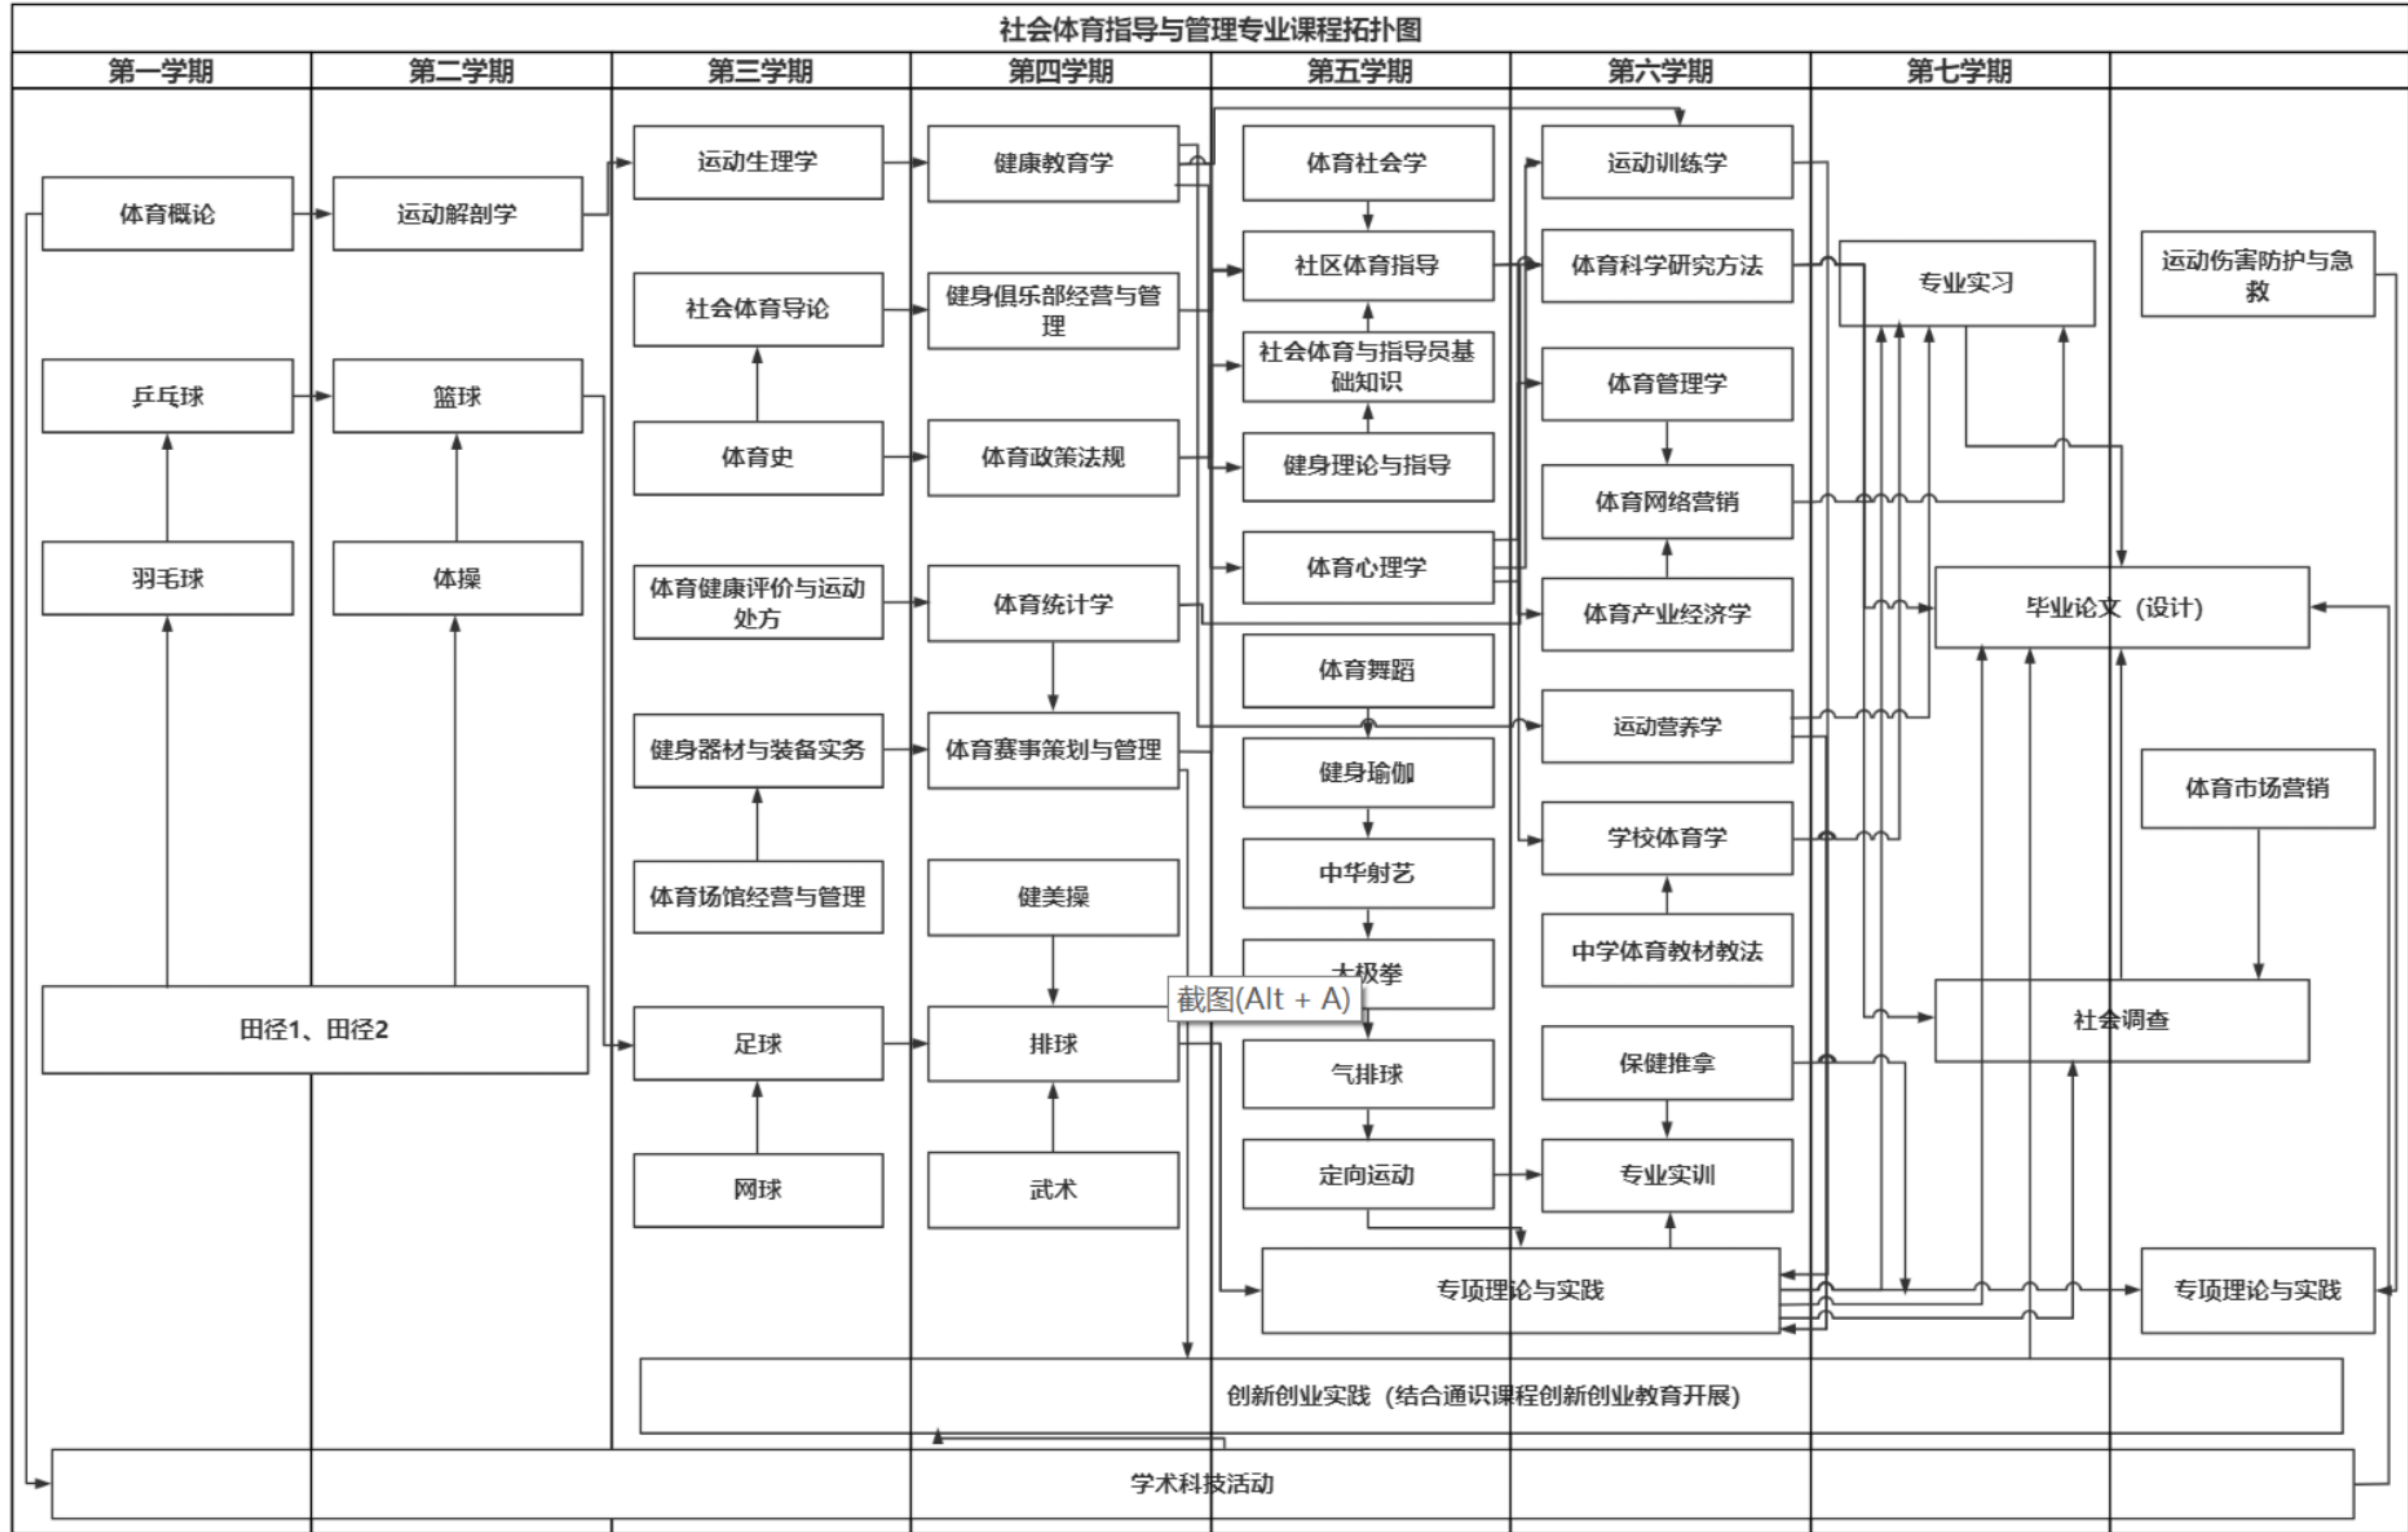 社会体育指导与管理专业课程拓扑图
第一学期
第二学期
第三学期
第四学期
第五学期
第六学期
第七学期
体育概论
乒乓球
羽毛球
田径1、田径2
运动解剖学
篮球
体操
运动生理学
社会体育导论
体育史
体育健康评价与运动
处方
健身器材与装备实务
体育场馆经营与管理
足球
网球
健康教育学
健身俱乐部经营与管
理
体育政策法规
体育统计学
体育赛事策划与管理
健美操
排球
武术
体育社会学
社区体育指导
社会体育与指导员基
础知识
健身理论与指导
体育心理学
体育舞蹈
健身瑜伽
中华射艺
太极拳
截图(Alt + A)
气排球
定向运动
专项理论与实践
运动训练学
体育科学研究方法
体育管理学
体育网络营销
体育产业经济学
运动营养学
学校体育学
中学体育教材教法
保健推拿
专业实训
专业实习
毕业论文（设计）
社会调查
运动伤害防护与急
救
体育市场营销
专项理论与实践
创新创业实践（结合通识课程创新创业教育开展）
学术科技活动